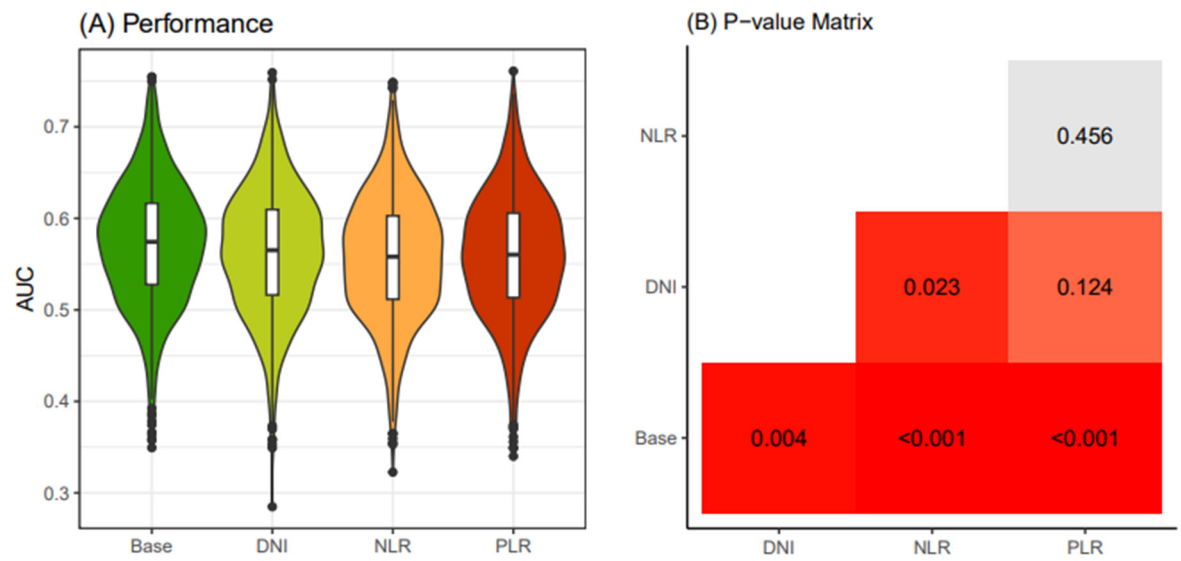 (A) Performance
AUC
0.7
0.6
0.5
0.4
0.3
Base DNI NLR PLR
(B) P−value Matrix
NLR 0.456
DNI 0.023 0.124
Base 0.004 <0.001 <0.001
DNI NLR PLR